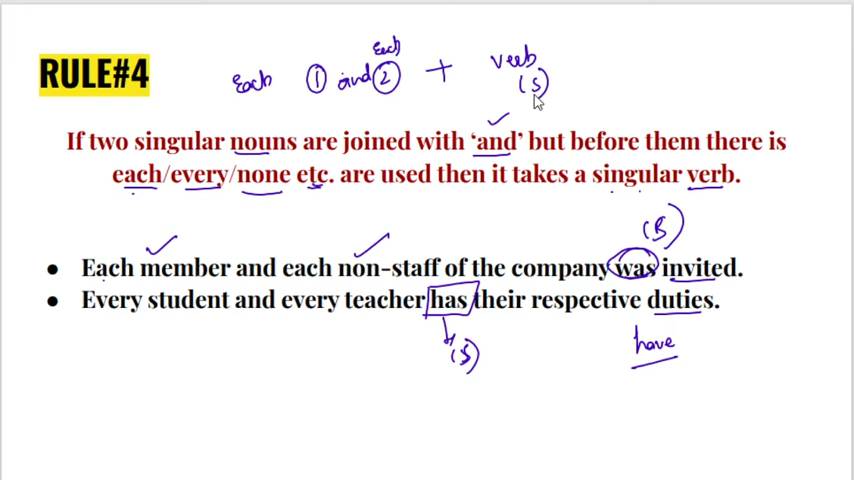 RULE#4
Each ① and Each ② + verb (S)
If two singular nouns are joined with ‘and’ but before them there is
each/every/none etc. are used then it takes a singular verb.
(S)
● Each member and each non-staff of the company was invited.
● Every student and every teacher has their respective duties.
(S)
have